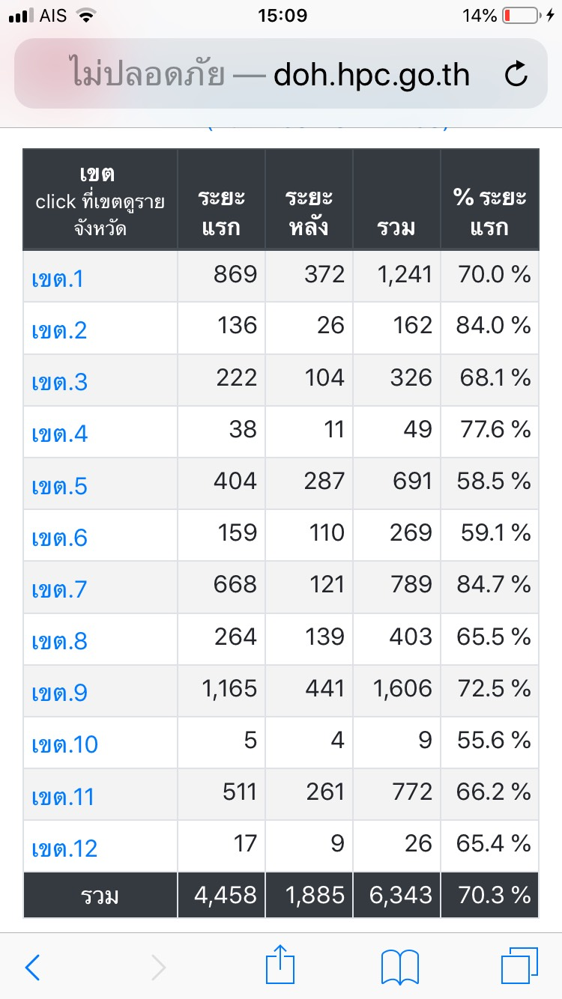 AIS 15:09 14%
ไม่ปลอดภัย — doh.hpc.go.th
เขต
click ที่เขตดูราย
จังหวัด
ระยะ
แรก
ระยะ
หลัง
รวม
% ระยะ
แรก
เขต.1 869 372 1,241 70.0 %
เขต.2 136 26 162 84.0 %
เขต.3 222 104 326 68.1 %
เขต.4 38 11 49 77.6 %
เขต.5 404 287 691 58.5 %
เขต.6 159 110 269 59.1 %
เขต.7 668 121 789 84.7 %
เขต.8 264 139 403 65.5 %
เขต.9 1,165 441 1,606 72.5 %
เขต.10 5 4 9 55.6 %
เขต.11 511 261 772 66.2 %
เขต.12 17 9 26 65.4 %
รวม 4,458 1,885 6,343 70.3 %